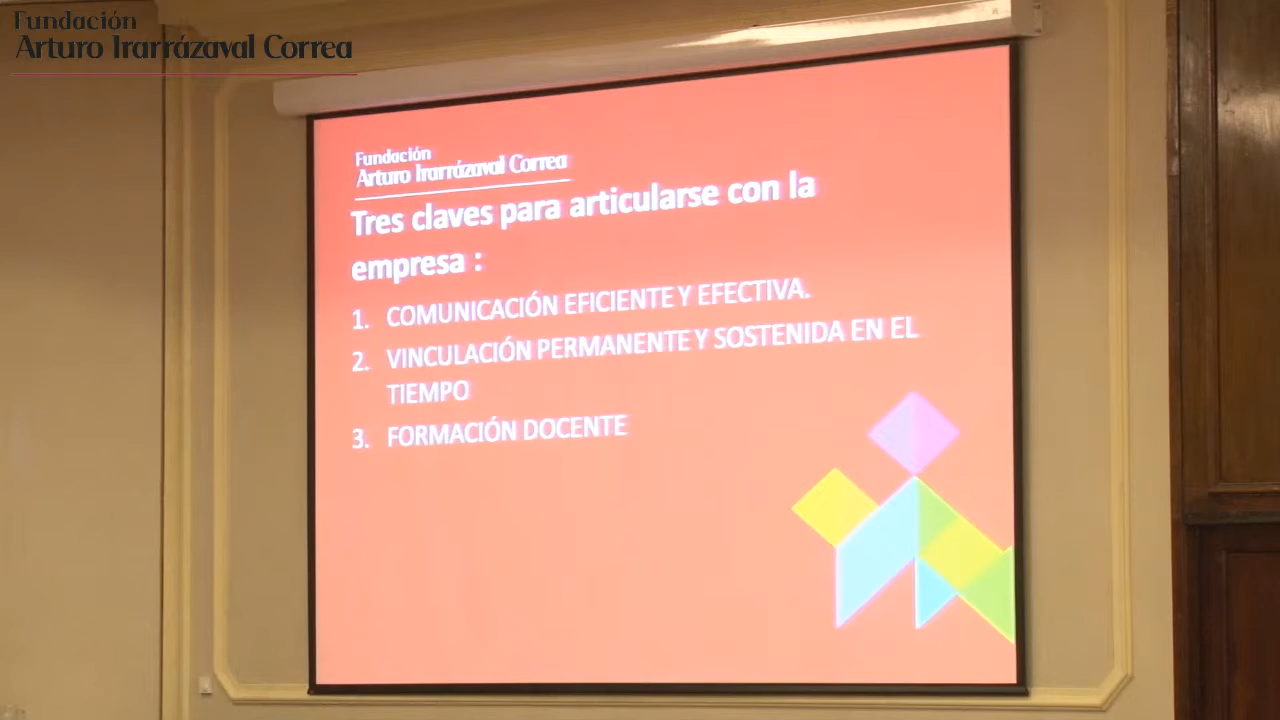 Fundación
Arturo Irarrázaval Correa
Fundación
Arturo Irarrázaval Correa
Tres claves para articularse con la
empresa :
1. COMUNICACIÓN EFICIENTE Y EFECTIVA.
2. VINCULACIÓN PERMANENTE Y SOSTENIDA EN EL
TIEMPO
3. FORMACIÓN DOCENTE